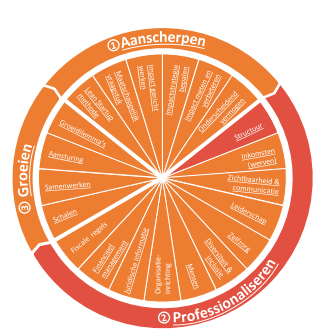 ① Aanscherpen
Lean Startup
methode
Maatschappelijk
vraagstuk
Impact gericht
werken
Impactstrategie
bepalen
Impact meten en
verbeteren
Onderscheidend
vermogen
Structuur
Inkomsten
(werven)
Zichtbaarheid &
communicatie
Leiderschap
Zelfzorg
Diversiteit &
inclusie
Mensen
Organisatie-
inrichting
Juridische informatie
Financieel
management
Fiscale regels
② Professionaliseren
Schalen
Samenwerken
Aansturing
Groeidilemma's
③ Groeien